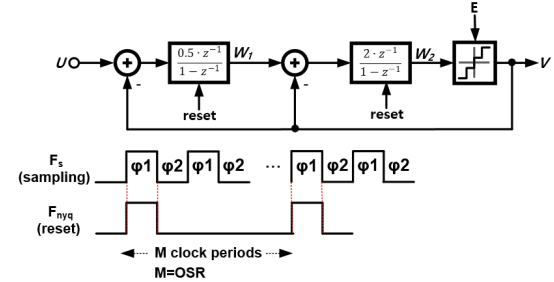 E
U
+
0.5 · z⁻¹
1 − z⁻¹
W₁
+
2 · z⁻¹
1 − z⁻¹
W₂
V
-
-
reset
reset
Fₛ
(sampling)
φ1 φ2 φ1 φ2 ... φ1 φ2 φ1 φ2
Fnyq
(reset)
M clock periods
M=OSR